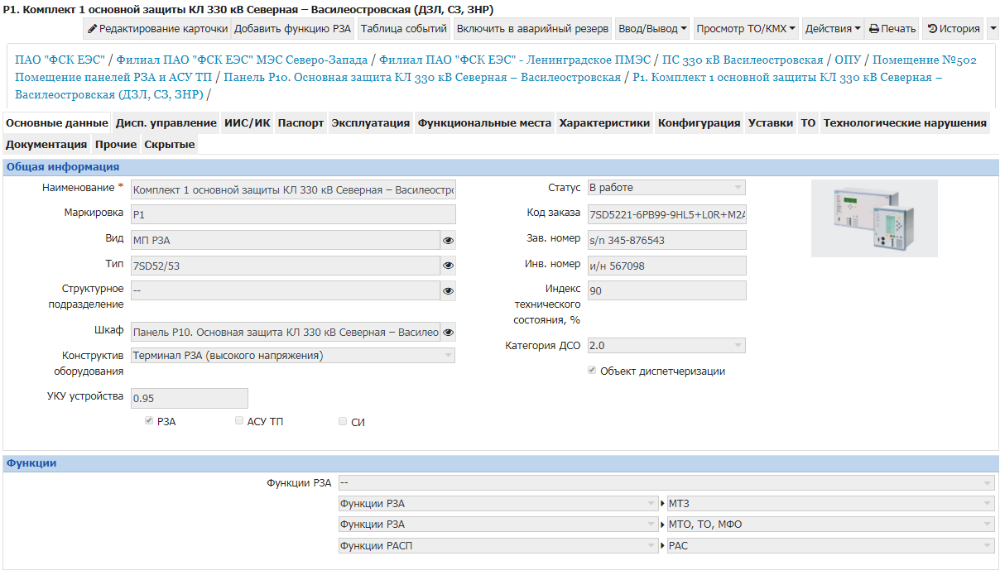 P1. Комплект 1 основной защиты КЛ 330 кВ Северная – Василеостровская (ДЗЛ, СЗ, ЗНР)
Редактирование карточки Добавить функцию РЗА Таблица событий Включить в аварийный резерв Ввод/Вывод Просмотр ТО/КМХ Действия Печать История
ПАО "ФСК ЕЭС" / Филиал ПАО "ФСК ЕЭС" МЭС Северо-Запада / Филиал ПАО "ФСК ЕЭС" - Ленинградское ПМЭС / ПС 330 кВ Василеостровская / ОПУ / Помещение №502
Помещение панелей РЗА и АСУ ТП / Панель Р10. Основная защита КЛ 330 кВ Северная – Василеостровская / P1. Комплект 1 основной защиты КЛ 330 кВ Северная –
Василеостровская (ДЗЛ, СЗ, ЗНР) /
Основные данные Дисп. управление ИИС/ИК Паспорт Эксплуатация Функциональные места Характеристики Конфигурация Уставки ТО Технологические нарушения
Документация Прочие Скрытые
Общая информация
Наименование * Комплект 1 основной защиты КЛ 330 кВ Северная – Василеостро
Маркировка P1
Вид МП РЗА
Тип 7SD52/53
Структурное
подразделение --
Шкаф Панель Р10. Основная защита КЛ 330 кВ Северная – Василео
Конструктив
оборудования Терминал РЗА (высокого напряжения)
УКУ устройства 0.95
РЗА АСУ ТП СИ
Статус В работе
Код заказа 7SD5221-6PB99-9HL5+L0R+M2A
Зав. номер s/n 345-876543
Инв. номер и/н 567098
Индекс
технического
состояния, % 90
Категория ДСО 2.0
Объект диспетчеризации
Функции
Функции РЗА --
Функции РЗА МТЗ
Функции РЗА МТО, ТО, МФО
Функции РАСП РАС